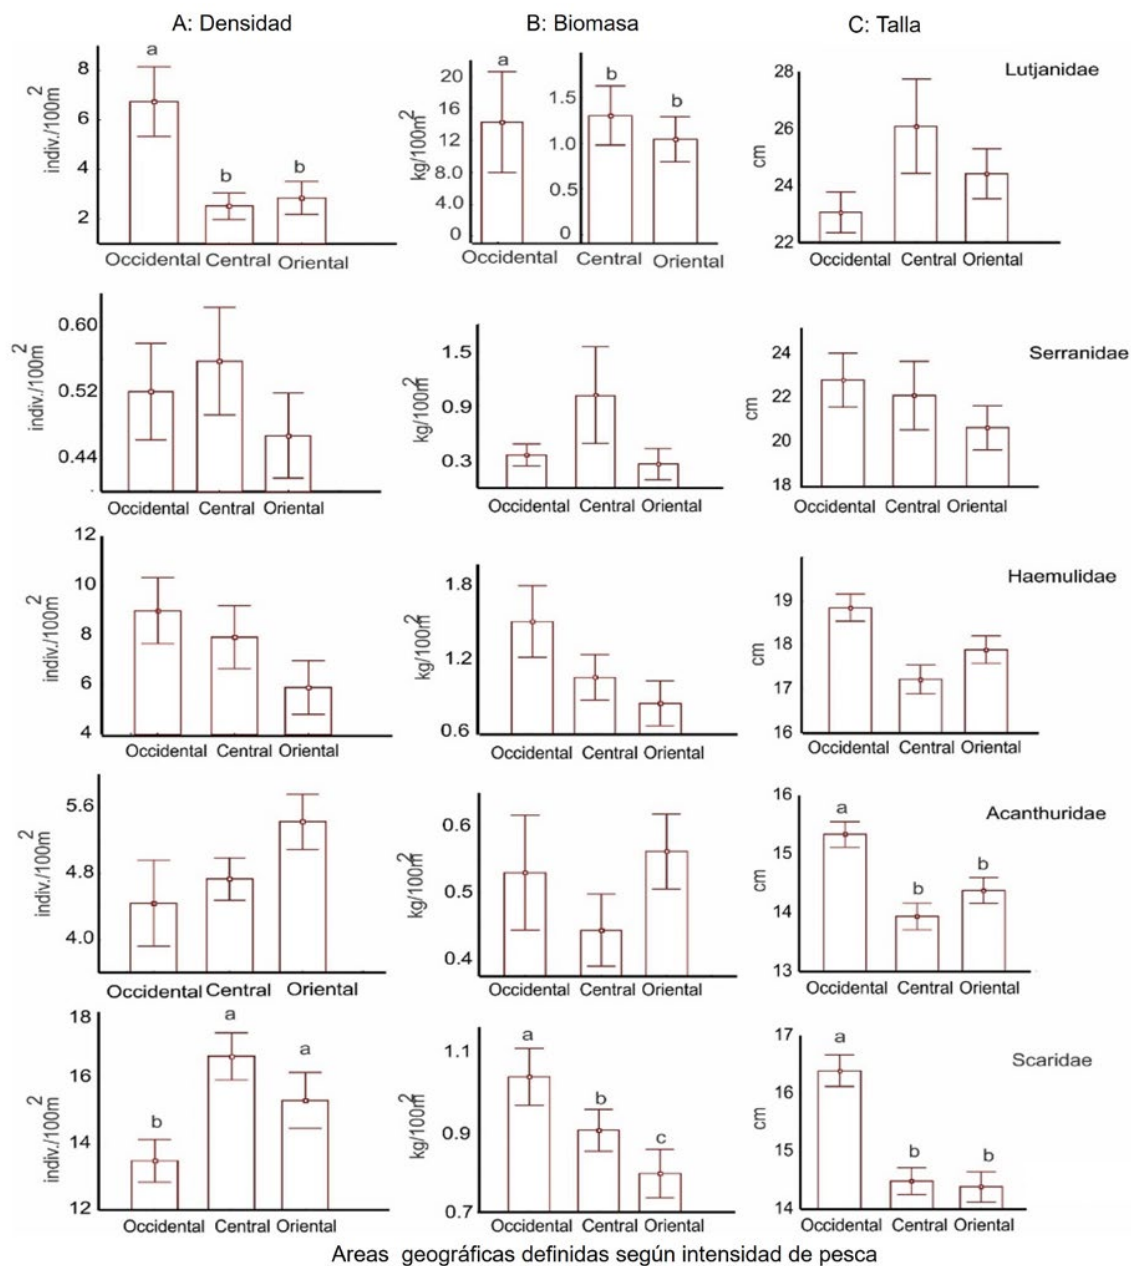 A: Densidad
B: Biomasa
C: Talla
a
8
6
4
2
indiv./100m²
b
b
Occidental Central Oriental
a
20
16
12
8.0
4.0
0
kg/100m²
b
b
1.5
1.0
0.5
0
Occidental Central Oriental
Lutjanidae
28
26
24
22
cm
Occidental Central Oriental
0.60
0.52
0.44
indiv./100m²
Occidental Central Oriental
1.5
0.9
0.3
kg/100m²
Occidental Central Oriental
Serranidae
24
22
20
18
cm
Occidental Central Oriental
12
10
8
6
4
indiv./100m²
Occidental Central Oriental
1.8
1.2
0.6
kg/100m²
Occidental Central Oriental
Haemulidae
19
18
17
16
cm
Occidental Central Oriental
5.6
4.8
4.0
indiv./100m²
Occidental Central Oriental
0.6
0.5
0.4
kg/100m²
Occidental Central Oriental
Acanthuridae
16
15
14
13
cm
a
b
b
Occidental Central Oriental
18
16
14
12
indiv./100m²
b
a
a
Occidental Central Oriental
1.1
0.9
0.7
kg/100m²
a
b
c
Occidental Central Oriental
Scaridae
17
16
15
14
cm
a
b
b
Occidental Central Oriental
Areas geográficas definidas según intensidad de pesca